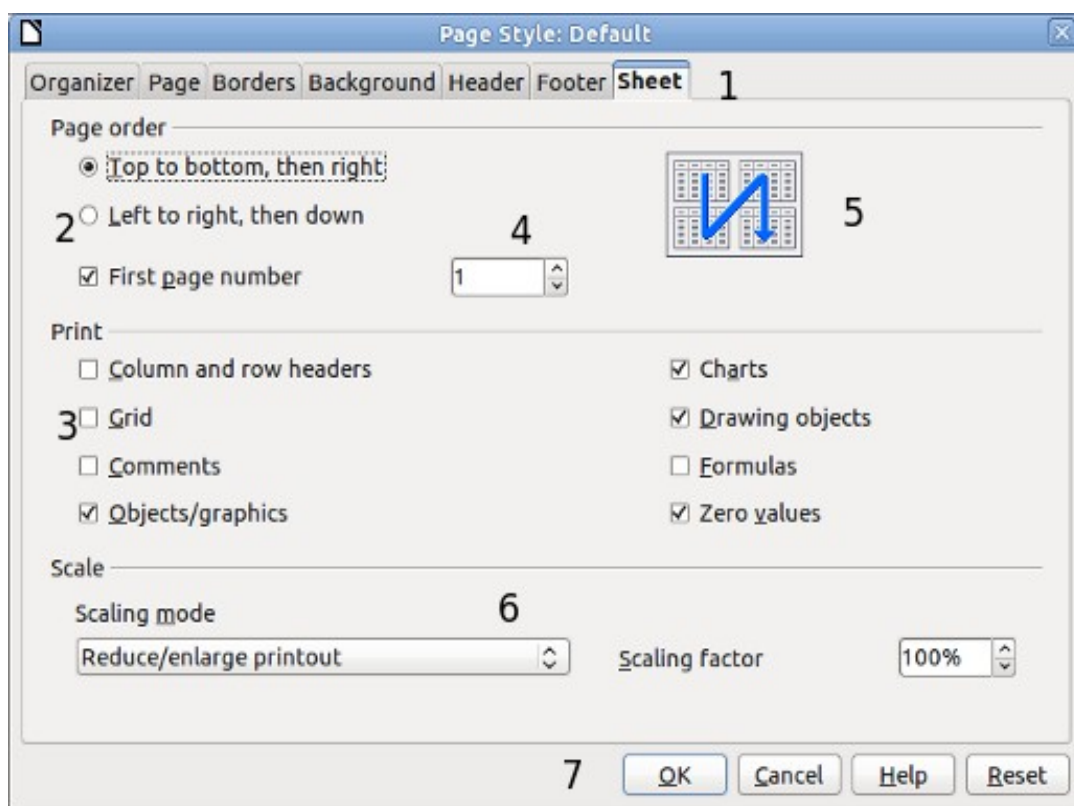 Page Style: Default
Organizer Page Borders Background Header Footer Sheet 1
Page order
Top to bottom, then right
2 Left to right, then down 4 5
First page number 1
Print
Column and row headers Charts
3 Grid Drawing objects
Comments Formulas
Objects/graphics Zero values
Scale
Scaling mode 6
Reduce/enlarge printout Scaling factor 100%
7 OK Cancel Help Reset